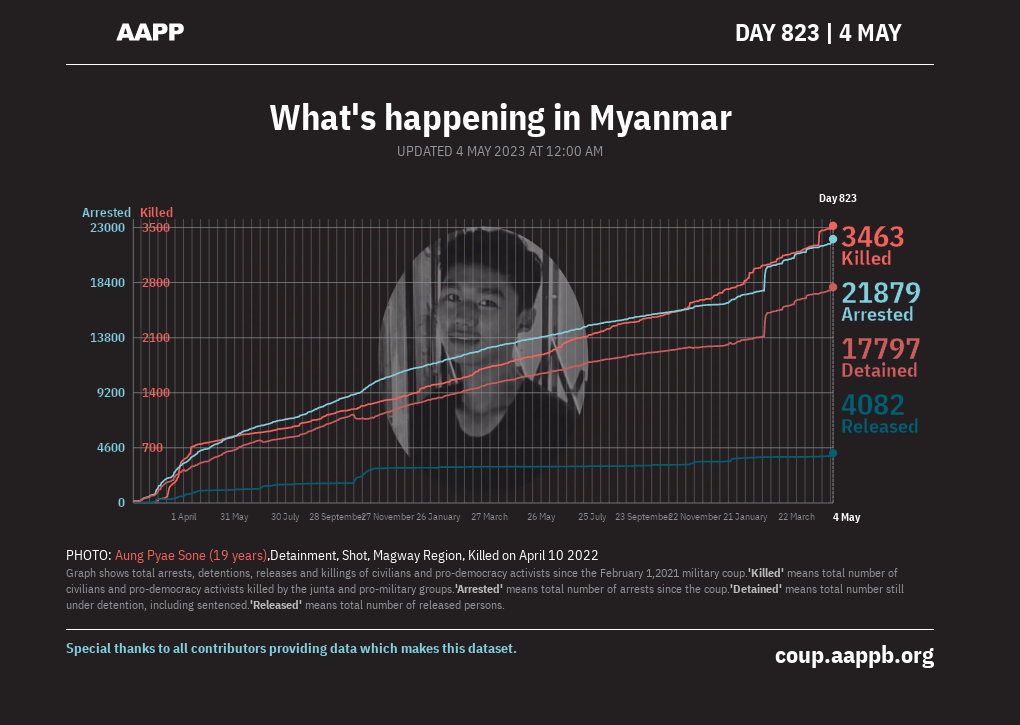 AAPP
DAY 823 | 4 MAY
What's happening in Myanmar
UPDATED 4 MAY 2023 AT 12:00 AM
Day 823
Arrested Killed
23000 3500
18400 2800
13800 2100
9200 1400
4600 700
0
3463
Killed
21879
Arrested
17797
Detained
4082
Released
1 April 31 May 30 July 28 September 27 November 26 January 27 March 26 May 25 July 23 September 22 November 21 January 22 March 4 May
PHOTO: Aung Pyae Sone (19 years),Detainment, Shot, Magway Region, Killed on April 10 2022
Graph shows total arrests, detentions, releases and killings of civilians and pro-democracy activists since the February 1,2021 military coup.'Killed' means total number of
civilians and pro-democracy activists killed by the junta and pro-military groups.'Arrested' means total number of arrests since the coup.'Detained' means total number still
under detention, including sentenced.'Released' means total number of released persons.
Special thanks to all contributors providing data which makes this dataset.
coup.aappb.org